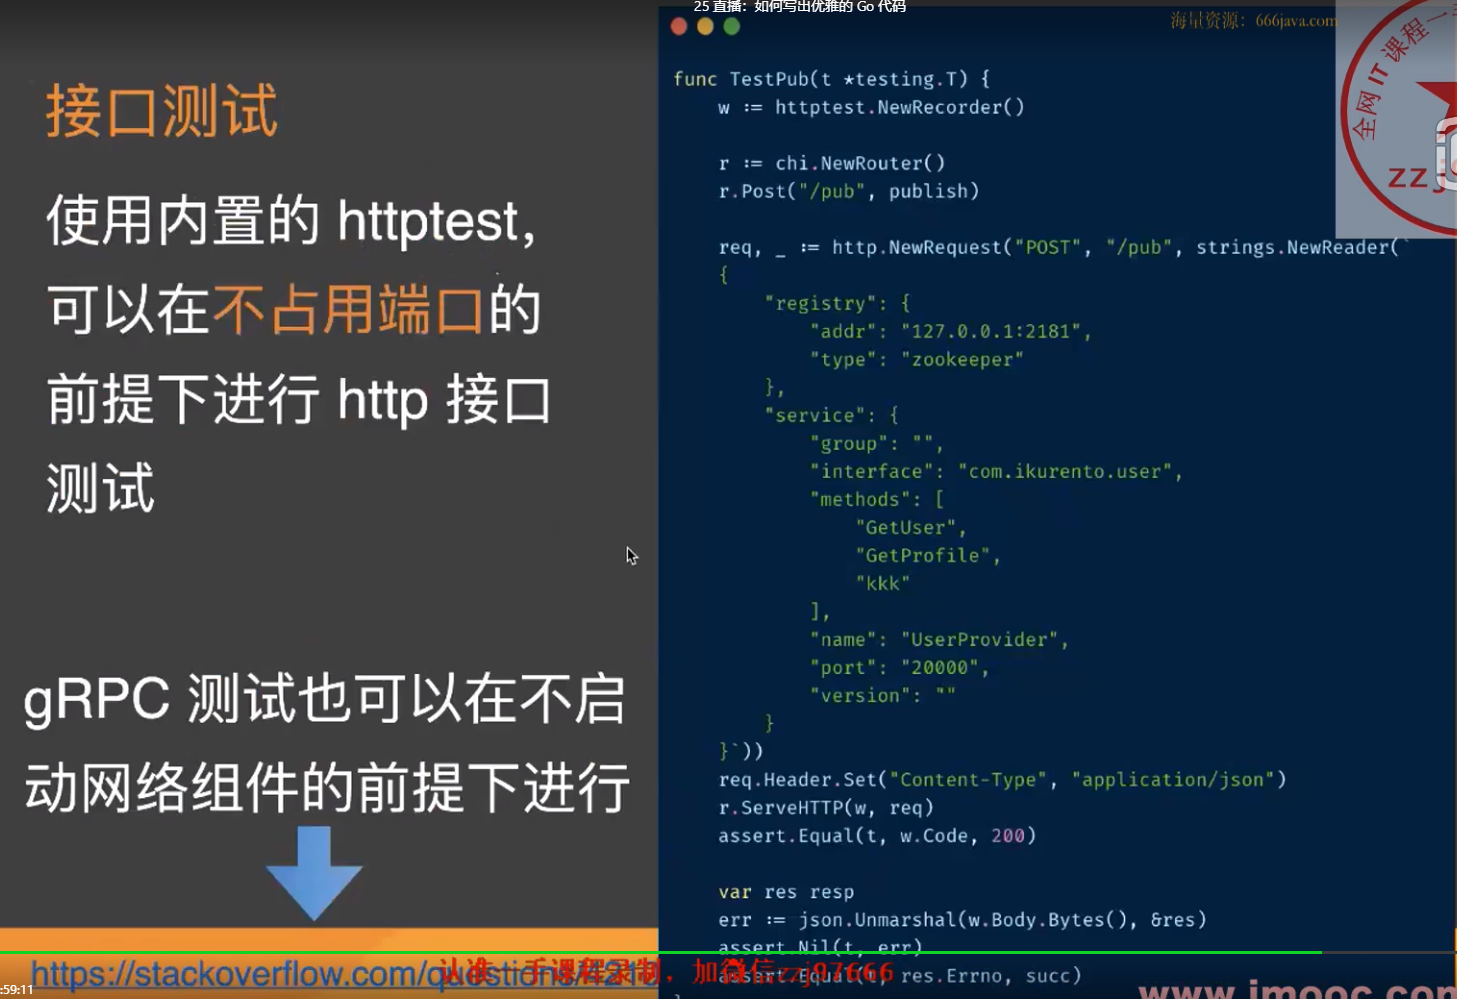 25 直播：如何写出优雅的 Go 代码
海量资源：666java.com
接口测试
使用内置的 httptest，
可以在不占用端口的
前提下进行 http 接口
测试
gRPC 测试也可以在不启
动网络组件的前提下进行
https://stackoverflow.com/questions/421
:59:11
func TestPub(t *testing.T) {
w := httptest.NewRecorder()
r := chi.NewRouter()
r.Post("/pub", publish)
req, _ := http.NewRequest("POST", "/pub", strings.NewReader(`
{
"registry": {
"addr": "127.0.0.1:2181",
"type": "zookeeper"
},
"service": {
"group": "",
"interface": "com.ikurento.user",
"methods": [
"GetUser",
"GetProfile",
"kkk"
],
"name": "UserProvider",
"port": "20000",
"version": ""
}
}`))
req.Header.Set("Content-Type", "application/json")
r.ServeHTTP(w, req)
assert.Equal(t, w.Code, 200)
var res resp
err := json.Unmarshal(w.Body.Bytes(), &res)
assert.Nil(t, err)
assert.Equal(t, res.Errno, succ)
}
认准一手课程录制，加微信zzj97666
www.imooc.com
全网IT课程一手
zzj